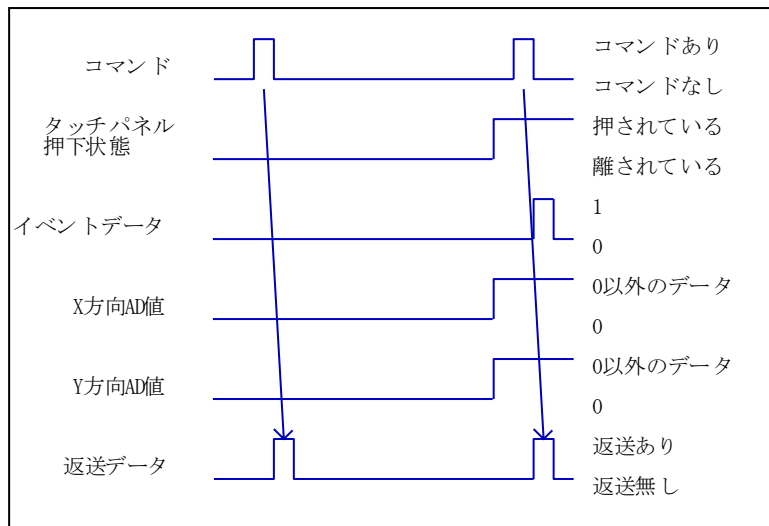 コマンド
コマンドあり
コマンドなし
タッチパネル
押下状態
押されている
離されている
イベントデータ
1
0
X方向AD値
0以外のデータ
0
Y方向AD値
0以外のデータ
0
返送データ
返送あり
返送無し